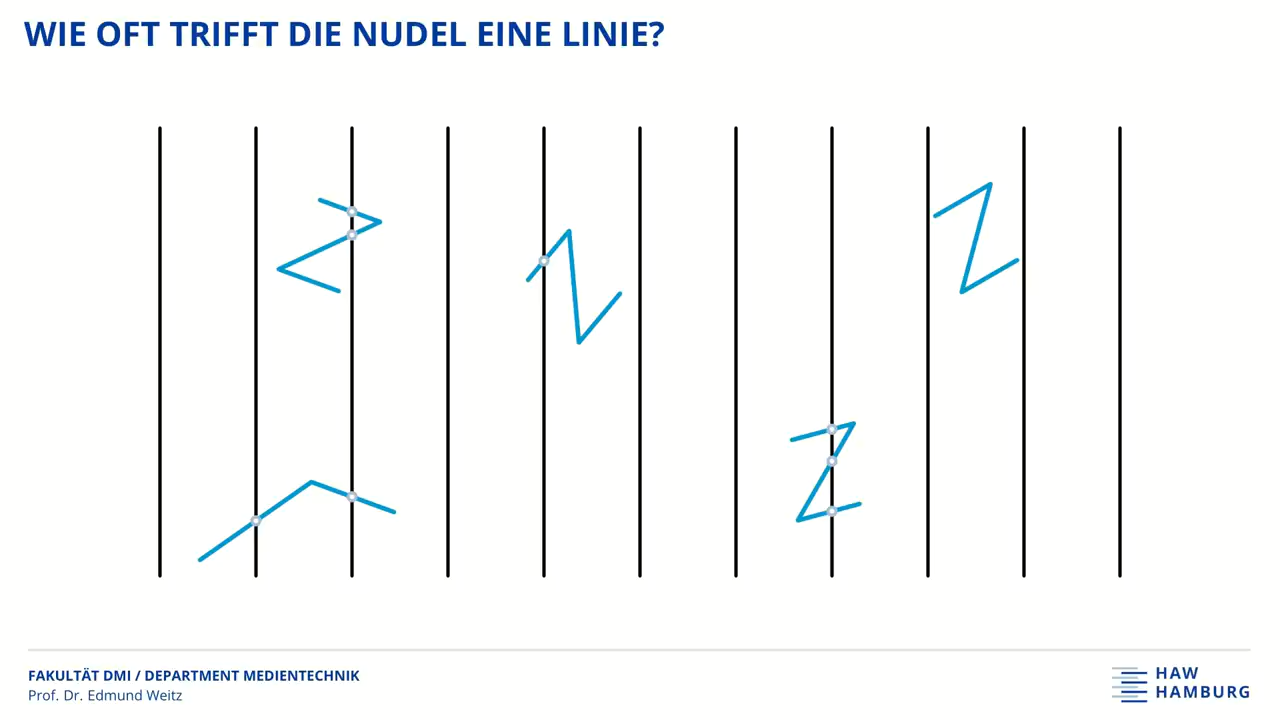 WIE OFT TRIFFT DIE NUDEL EINE LINIE?
FAKULTÄT DMI / DEPARTMENT MEDIENTECHNIK
Prof. Dr. Edmund Weitz
HAW
HAMBURG